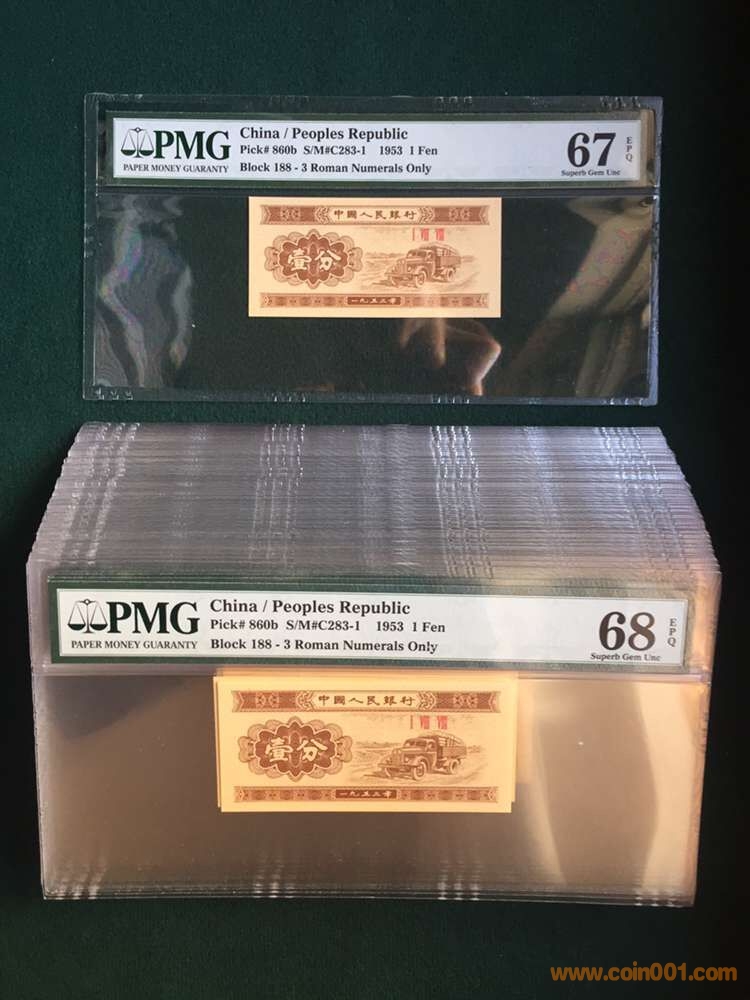 PMG
PAPER MONEY GUARANTY
China / Peoples Republic
Pick# 860b S/M#C283-1 1953 1 Fen
Block 188 - 3 Roman Numerals Only
67 EPQ
Superb Gem Unc
中國人民銀行
I VIII VIII
壹分
一九五三年
PMG
PAPER MONEY GUARANTY
China / Peoples Republic
Pick# 860b S/M#C283-1 1953 1 Fen
Block 188 - 3 Roman Numerals Only
68 EPQ
Superb Gem Unc
中國人民銀行
I VIII VIII
壹分
一九五三年
www.coin001.com